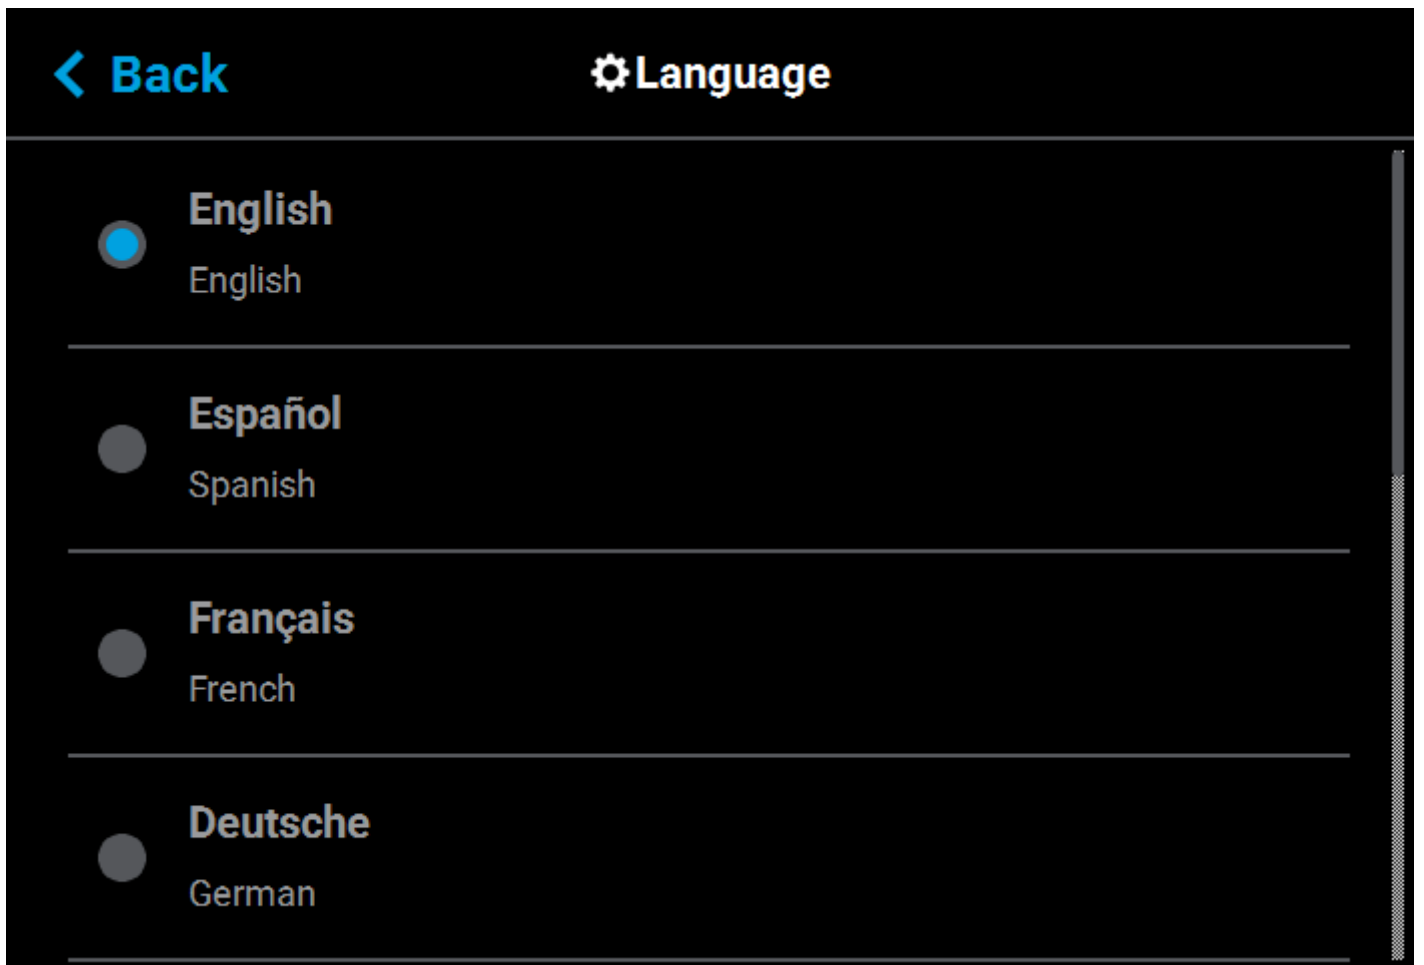 Back
Language
English
English
Español
Spanish
Français
French
Deutsche
German